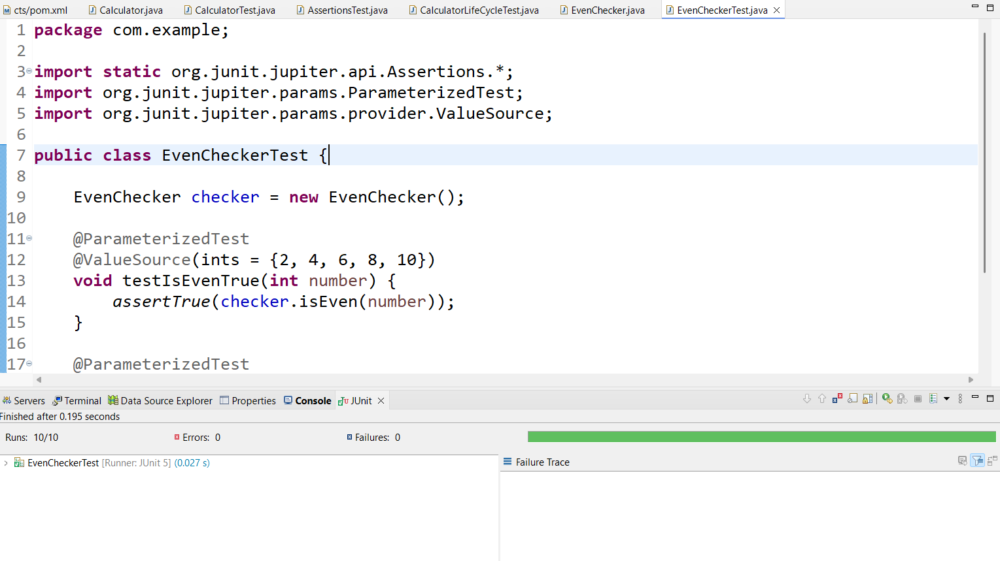 cts/pom.xml Calculator.java CalculatorTest.java AssertionsTest.java CalculatorLifeCycleTest.java EvenChecker.java EvenCheckerTest.java
1 package com.example;
2
3 import static org.junit.jupiter.api.Assertions.*;
4 import org.junit.jupiter.params.ParameterizedTest;
5 import org.junit.jupiter.params.provider.ValueSource;
6
7 public class EvenCheckerTest {
8
9 EvenChecker checker = new EvenChecker();
10
11 @ParameterizedTest
12 @ValueSource(ints = {2, 4, 6, 8, 10})
13 void testIsEvenTrue(int number) {
14 assertTrue(checker.isEven(number));
15 }
16
17 @ParameterizedTest
Servers Terminal Data Source Explorer Properties Console JUnit
Finished after 0.195 seconds
Runs: 10/10 Errors: 0 Failures: 0
EvenCheckerTest [Runner: JUnit 5] (0.027 s)
Failure Trace